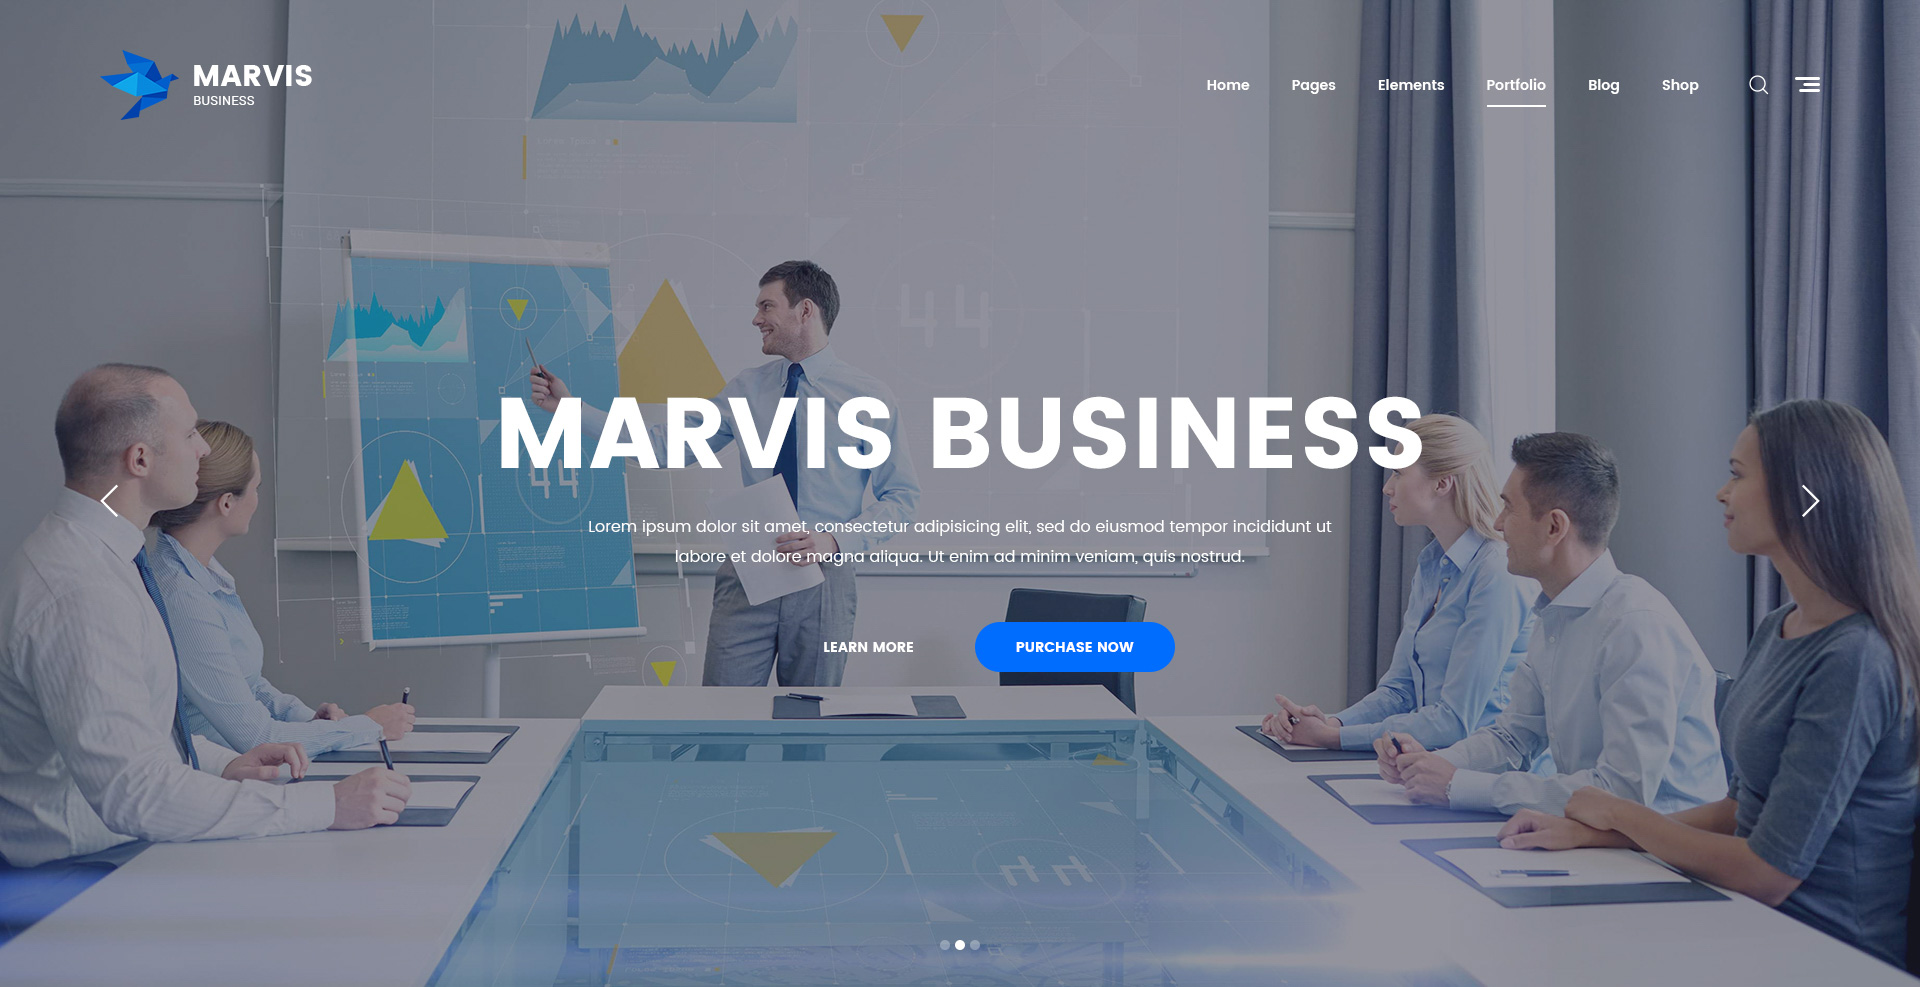 MARVIS
BUSINESS
Home Pages Elements Portfolio Blog Shop
44
MARVIS BUSINESS
44
Lorem ipsum dolor sit amet, consectetur adipisicing elit, sed do eiusmod tempor incididunt ut
labore et dolore magna aliqua. Ut enim ad minim veniam, quis nostrud.
LEARN MORE
PURCHASE NOW